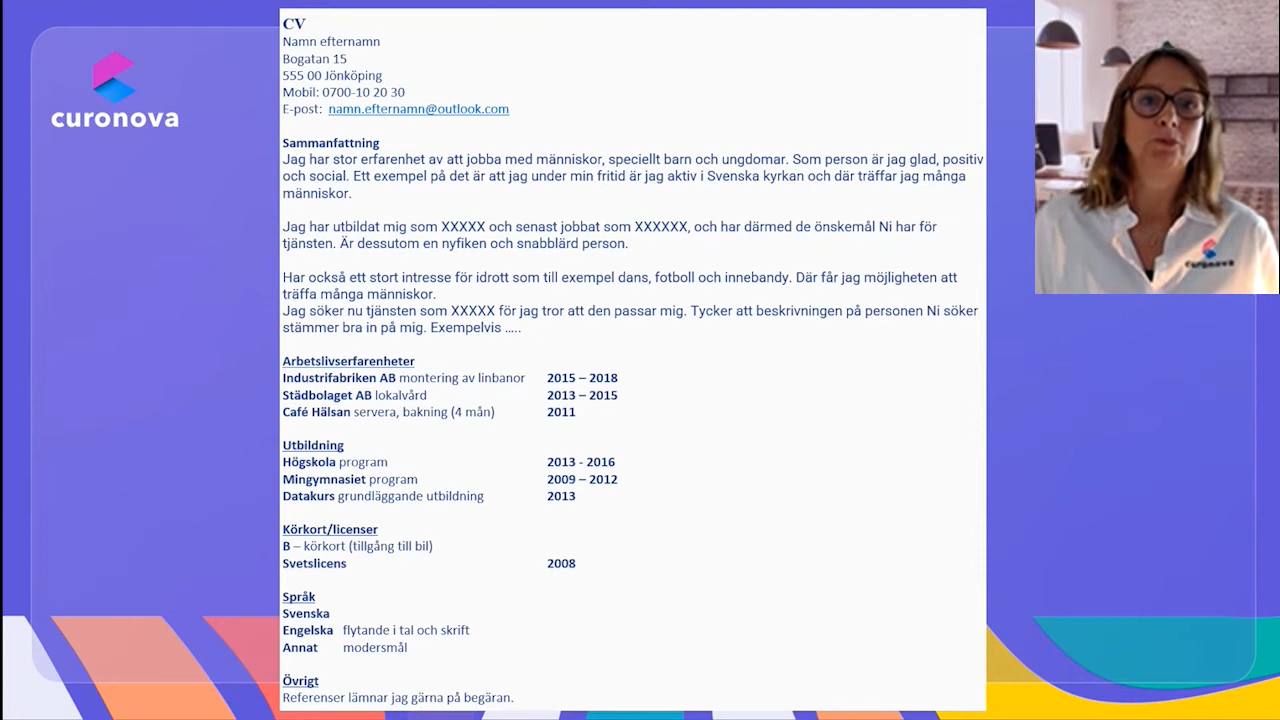 curonova
CV
Namn efternamn
Bogatan 15
555 00 Jönköping
Mobil: 0700-10 20 30
E-post: namn.efternamn@outlook.com
Sammanfattning
Jag har stor erfarenhet av att jobba med människor, speciellt barn och ungdomar. Som person är jag glad, positiv
och social. Ett exempel på det är att jag under min fritid är jag aktiv i Svenska kyrkan och där träffar jag många
människor.
Jag har utbildat mig som XXXXX och senast jobbat som XXXXXX, och har därmed de önskemål Ni har för
tjänsten. Är dessutom en nyfiken och snabblärd person.
Har också ett stort intresse för idrott som till exempel dans, fotboll och innebandy. Där får jag möjligheten att
träffa många människor.
Jag söker nu tjänsten som XXXXX för jag tror att den passar mig. Tycker att beskrivningen på personen Ni söker
stämmer bra in på mig. Exempelvis .....
Arbetslivserfarenheter
Industrifabriken AB montering av linbanor 2015 – 2018
Städbolaget AB lokalvård 2013 – 2015
Café Hälsan servera, bakning (4 mån) 2011
Utbildning
Högskola program 2013 - 2016
Mingymnasiet program 2009 – 2012
Datakurs grundläggande utbildning 2013
Körkort/licenser
B – körkort (tillgång till bil)
Svetslicens 2008
Språk
Svenska
Engelska flytande i tal och skrift
Annat modersmål
Övrigt
Referenser lämnar jag gärna på begäran.
curonova